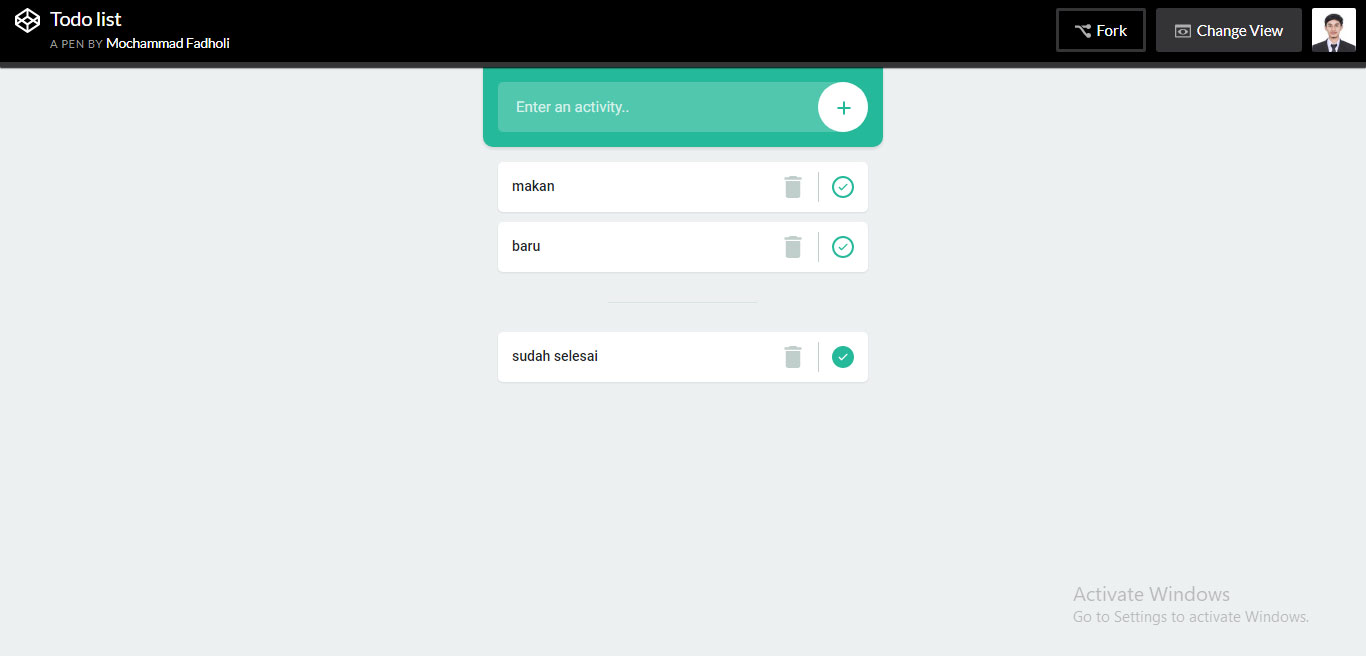 Todo list
A PEN BY Mochammad Fadholi
Fork
Change View
Enter an activity..
makan
baru
sudah selesai
Activate Windows
Go to Settings to activate Windows.